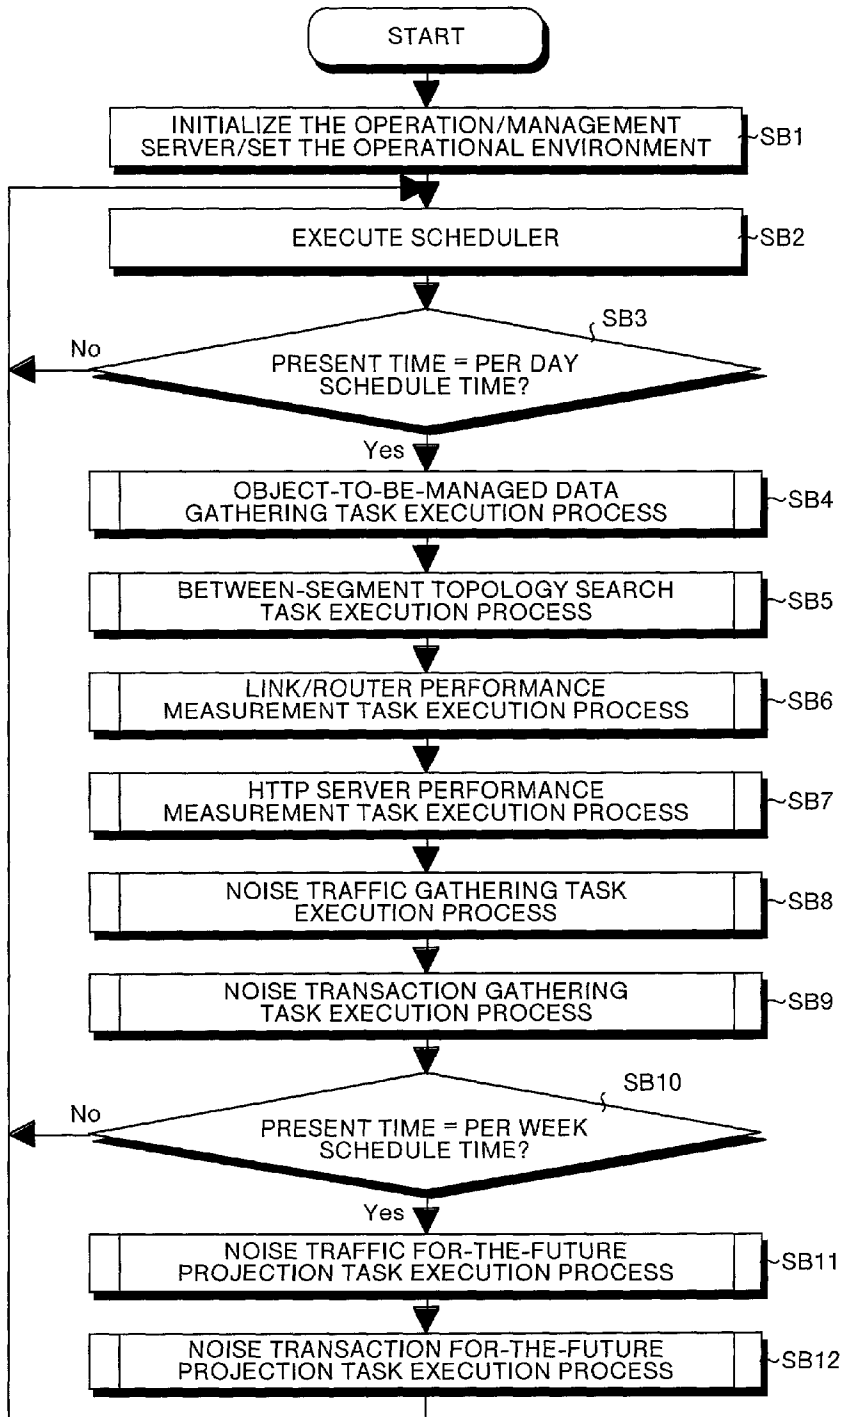 START
INITIALIZE THE OPERATION/MANAGEMENT
SERVER/SET THE OPERATIONAL ENVIRONMENT
SB1
EXECUTE SCHEDULER
SB2
SB3
No
PRESENT TIME = PER DAY
SCHEDULE TIME?
Yes
OBJECT-TO-BE-MANAGED DATA
GATHERING TASK EXECUTION PROCESS
SB4
BETWEEN-SEGMENT TOPOLOGY SEARCH
TASK EXECUTION PROCESS
SB5
LINK/ROUTER PERFORMANCE
MEASUREMENT TASK EXECUTION PROCESS
SB6
HTTP SERVER PERFORMANCE
MEASUREMENT TASK EXECUTION PROCESS
SB7
NOISE TRAFFIC GATHERING TASK
EXECUTION PROCESS
SB8
NOISE TRANSACTION GATHERING
TASK EXECUTION PROCESS
SB9
SB10
No
PRESENT TIME = PER WEEK
SCHEDULE TIME?
Yes
NOISE TRAFFIC FOR-THE-FUTURE
PROJECTION TASK EXECUTION PROCESS
SB11
NOISE TRANSACTION FOR-THE-FUTURE
PROJECTION TASK EXECUTION PROCESS
SB12